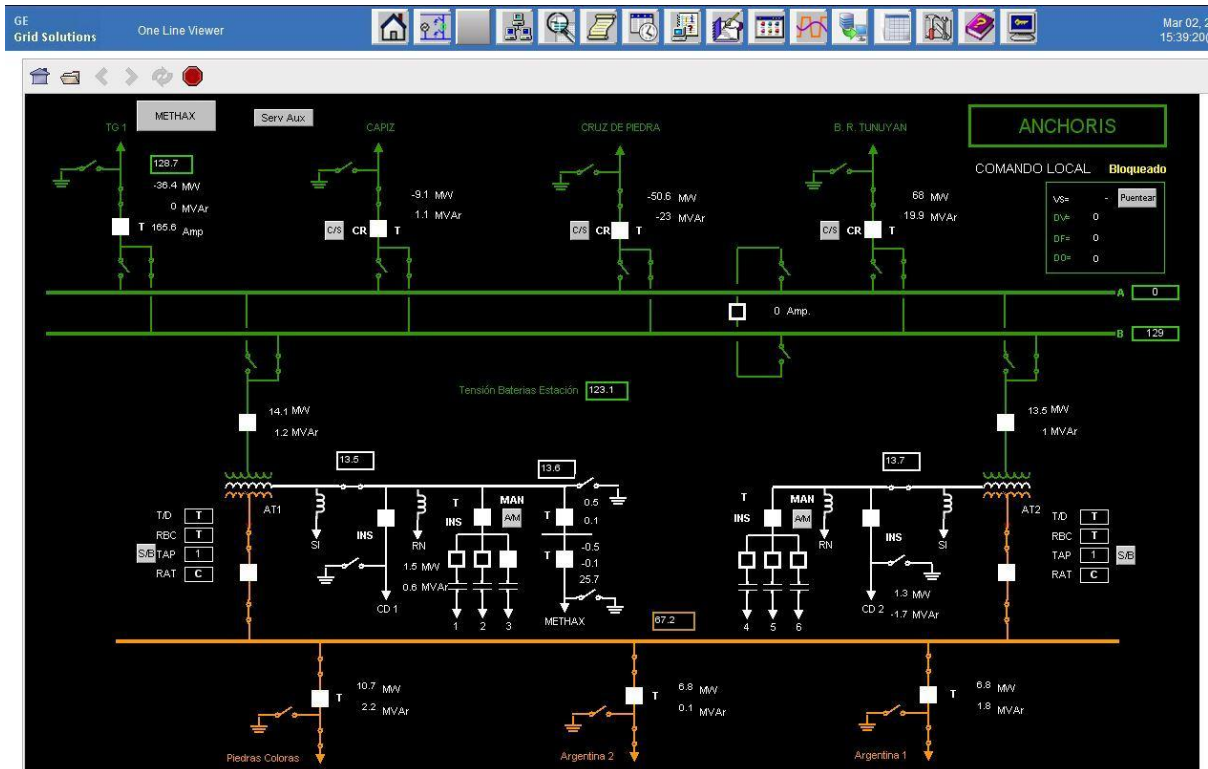 GE
Grid Solutions
One Line Viewer
Mar 02, 2
15:39:20(
METHAX
Serv Aux
TG 1
CAPIZ
CRUZ DE PIEDRA
B. R. TUNUYAN
ANCHORIS
128.7
-36.4 MW
0 MVAr
T 165.6 Amp
-9.1 MW
1.1 MVAr
C/S CR T
-50.6 MW
-23 MVAr
C/S CR T
68 MW
19.9 MVAr
C/S CR T
COMANDO LOCAL Bloqueado
VS= - Puentear
DV= 0
DF= 0
DO= 0
A 0
0 Amp.
B 129
Tensión Baterias Estación 123.1
14.1 MW
1.2 MVAr
13.5 MW
1 MVAr
13.5
13.6
13.7
AT1
T/D T
RBC T
S/B TAP 1
RAT C
SI
INS
CD 1
RN
1.5 MW
0.6 MVAr
T MAN
INS A/M
1 2 3
T
0.5
0.1
T
-0.5
-0.1
25.7
METHAX
T MAN
INS A/M
4 5 6
RN
INS
SI
CD 2
1.3 MW
-1.7 MVAr
AT2
T/D T
RBC T
TAP 1 S/B
RAT C
67.2
10.7 MW
T
2.2 MVAr
Piedras Coloras
6.8 MW
T
0.1 MVAr
Argentina 2
6.8 MW
T
1.8 MVAr
Argentina 1